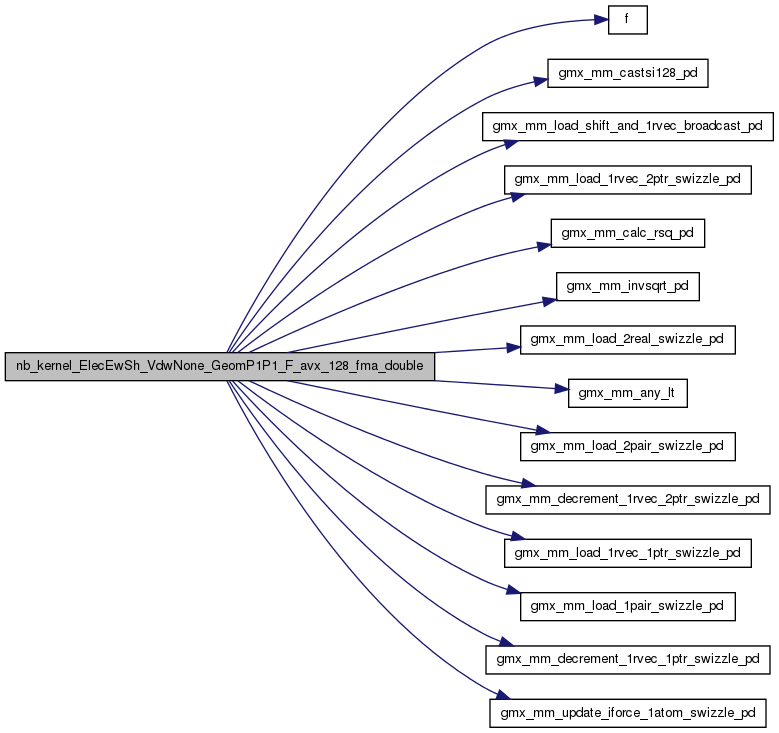 f
gmx_mm_castsi128_pd
gmx_mm_load_shift_and_1rvec_broadcast_pd
gmx_mm_load_1rvec_2ptr_swizzle_pd
gmx_mm_calc_rsq_pd
gmx_mm_invsqrt_pd
gmx_mm_load_2real_swizzle_pd
nb_kernel_ElecEwSh_VdwNone_GeomP1P1_F_avx_128_fma_double
gmx_mm_any_lt
gmx_mm_load_2pair_swizzle_pd
gmx_mm_decrement_1rvec_2ptr_swizzle_pd
gmx_mm_load_1rvec_1ptr_swizzle_pd
gmx_mm_load_1pair_swizzle_pd
gmx_mm_decrement_1rvec_1ptr_swizzle_pd
gmx_mm_update_iforce_1atom_swizzle_pd